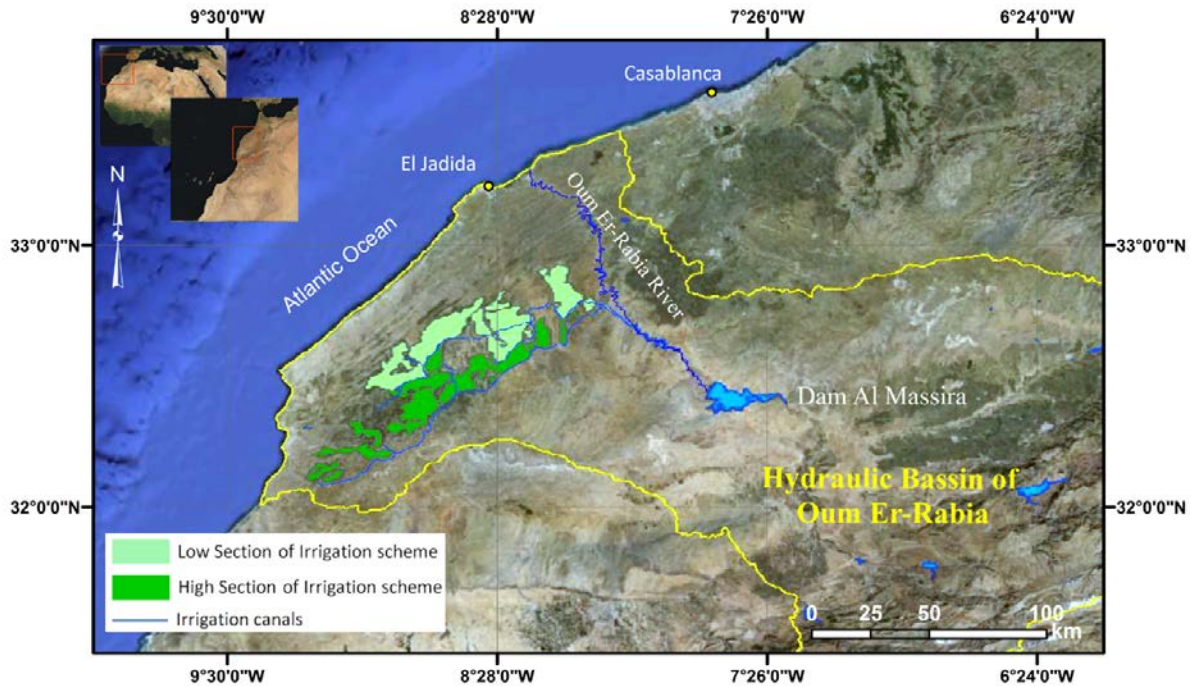 9°30'0"W 8°28'0"W 7°26'0"W 6°24'0"W
Casablanca
El Jadida
N
Oum Er-Rabia River
33°0'0"N 33°0'0"N
Atlantic Ocean
Dam Al Massira
Hydraulic Bassin of
Oum Er-Rabia
32°0'0"N 32°0'0"N
Low Section of Irrigation scheme
High Section of Irrigation scheme
Irrigation canals
0 25 50 100
km
9°30'0"W 8°28'0"W 7°26'0"W 6°24'0"W